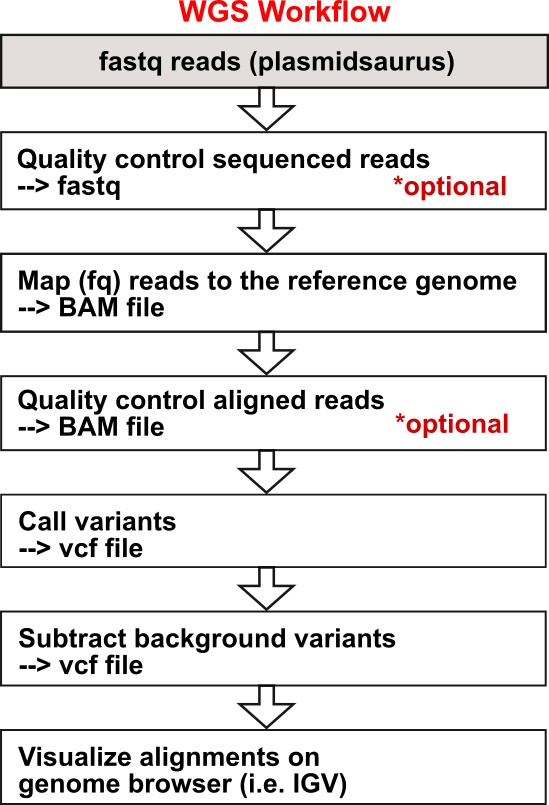 WGS Workflow
fastq reads (plasmidsaurus)
Quality control sequenced reads
--> fastq *optional
Map (fq) reads to the reference genome
--> BAM file
Quality control aligned reads
--> BAM file *optional
Call variants
--> vcf file
Subtract background variants
--> vcf file
Visualize alignments on
genome browser (i.e. IGV)